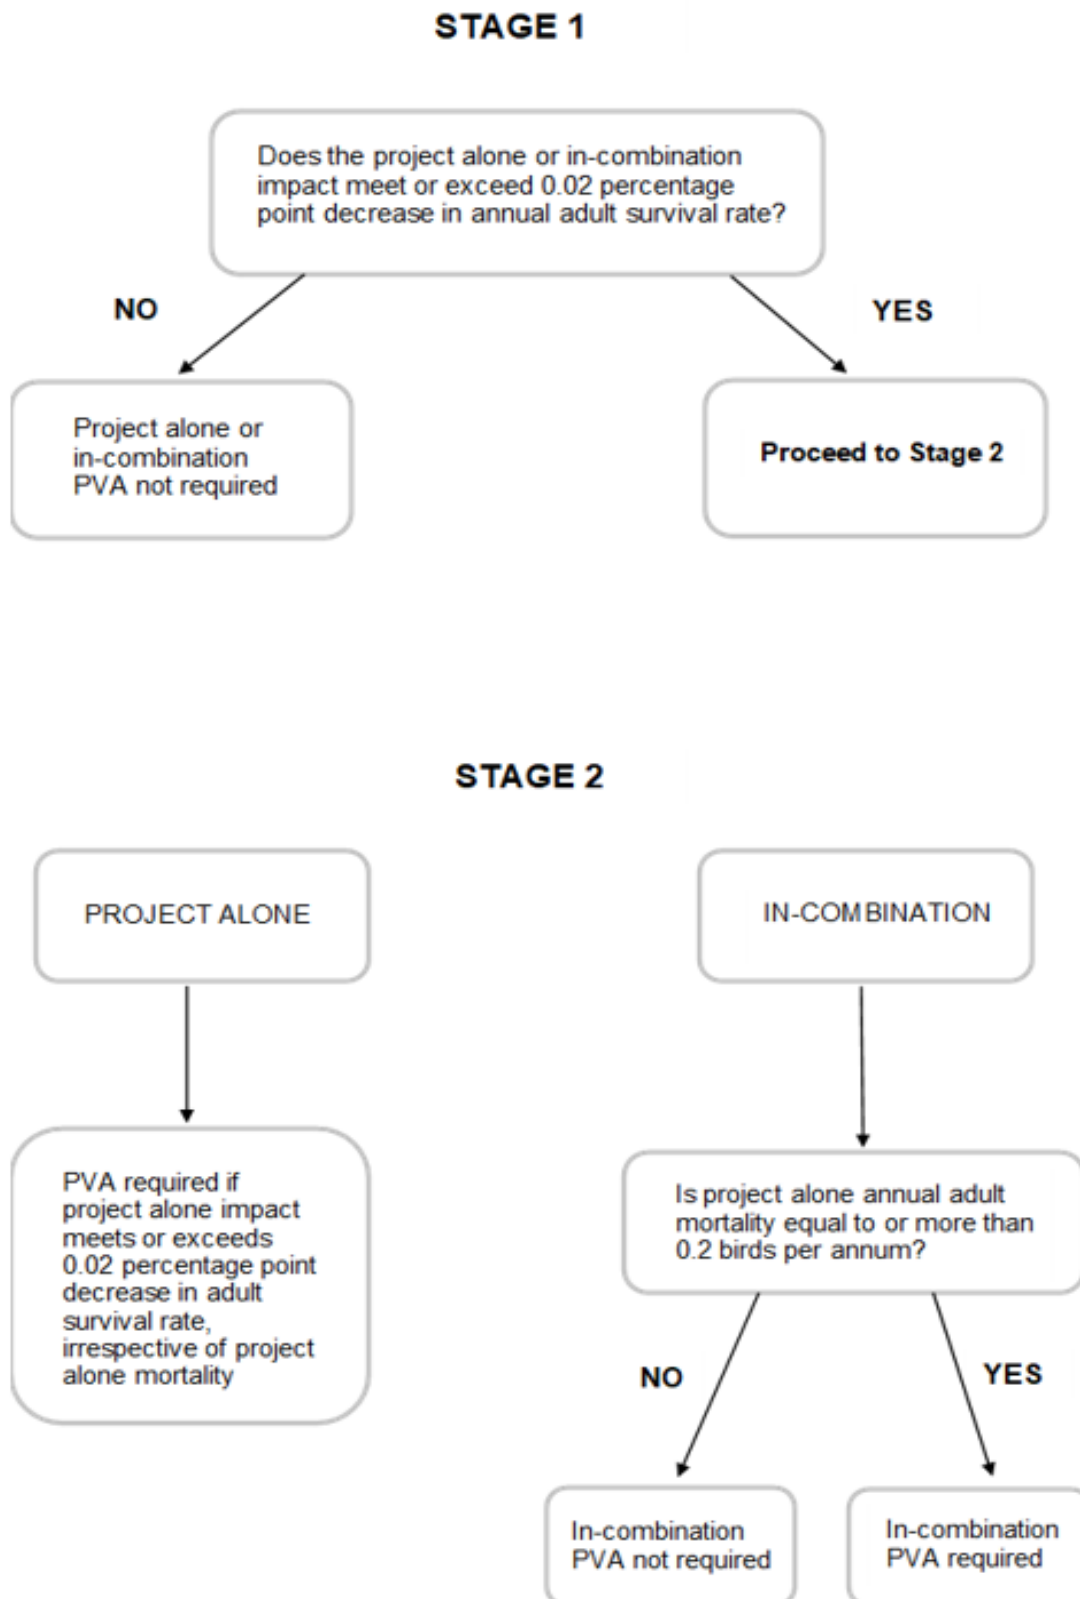 STAGE 1
Does the project alone or in-combination
impact meet or exceed 0.02 percentage
point decrease in annual adult survival rate?
NO
YES
Project alone or
in-combination
PVA not required
Proceed to Stage 2
STAGE 2
PROJECT ALONE
IN-COMBINATION
PVA required if
project alone impact
meets or exceeds
0.02 percentage point
decrease in adult
survival rate,
irrespective of project
alone mortality
Is project alone annual adult
mortality equal to or more than
0.2 birds per annum?
NO
YES
In-combination
PVA not required
In-combination
PVA required